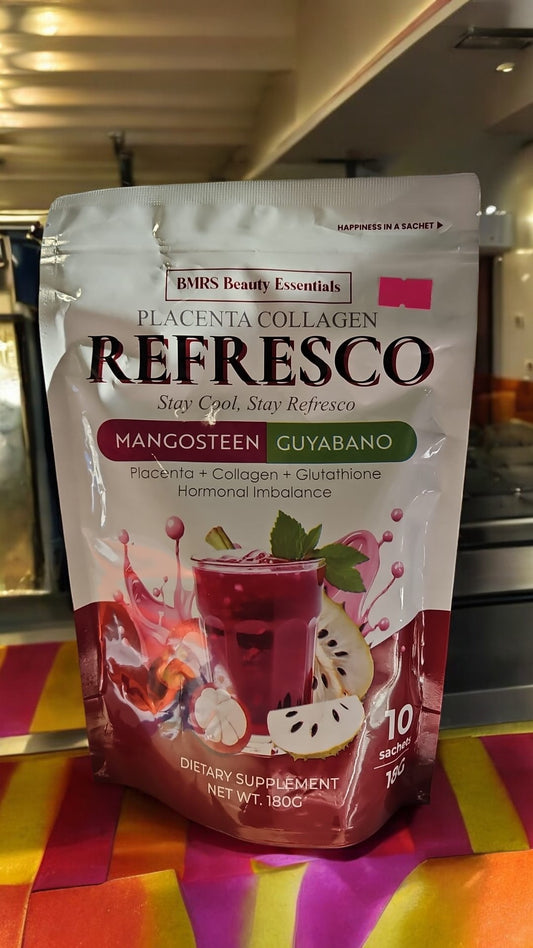 HAPPINESS IN A SACHET
BMRS Beauty Essentials
PLACENTA COLLAGEN
REFRESCO
Stay Cool, Stay Refresco
MANGOSTEEN GUYABANO
Placenta + Collagen + Glutathione
Hormonal Imbalance
10
sachets
18G
DIETARY SUPPLEMENT
NET WT. 180G